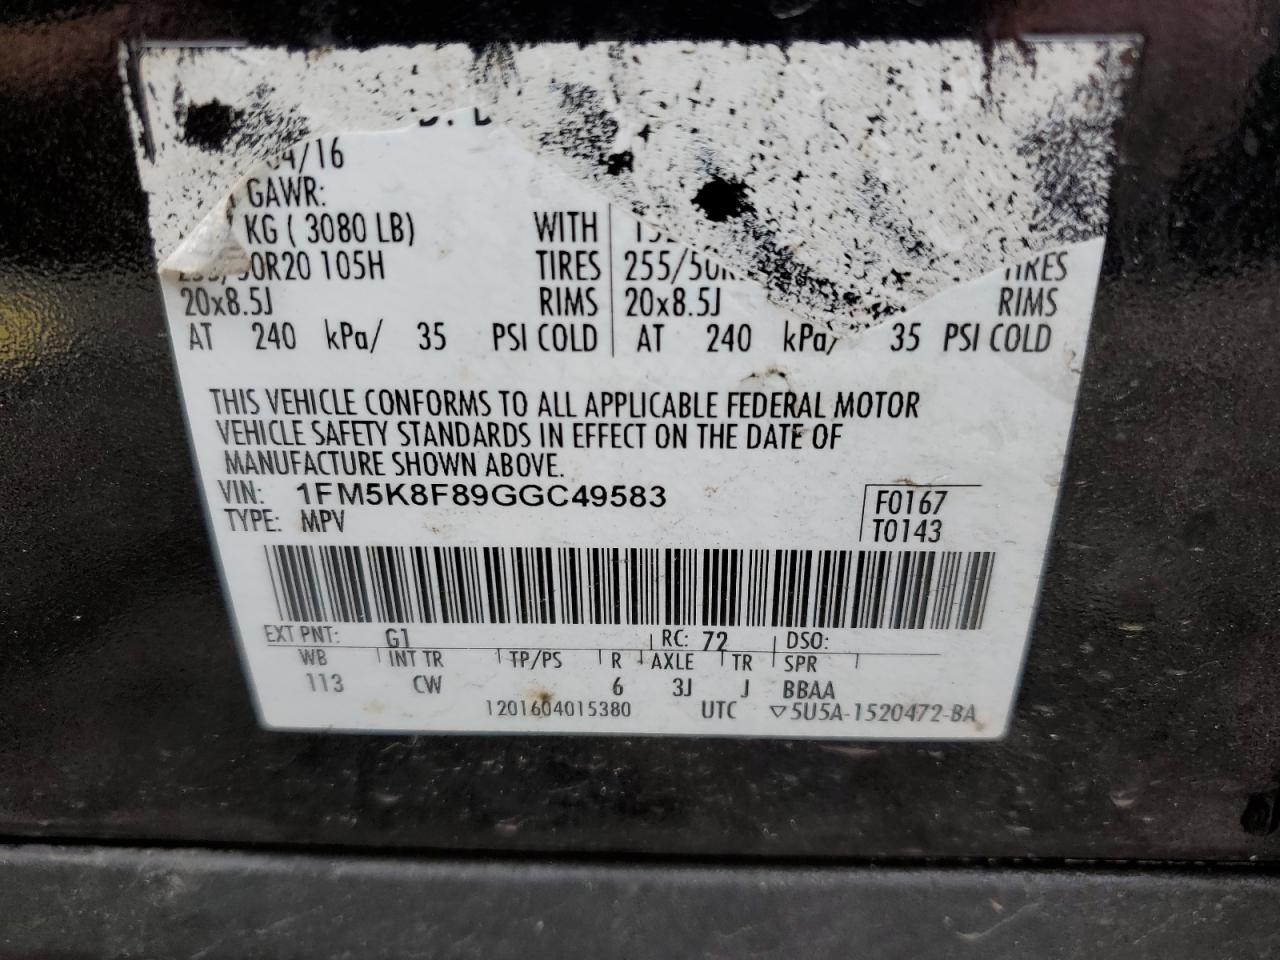 04/16
GAWR:
KG ( 3080 LB) WITH
255/50R20 105H TIRES 255/50R TIRES
20x8.5J RIMS 20x8.5J RIMS
AT 240 kPa/ 35 PSI COLD AT 240 kPa/ 35 PSI COLD
THIS VEHICLE CONFORMS TO ALL APPLICABLE FEDERAL MOTOR
VEHICLE SAFETY STANDARDS IN EFFECT ON THE DATE OF
MANUFACTURE SHOWN ABOVE.
VIN: 1FM5K8F89GGC49583 F0167
TYPE: MPV T0143
EXT PNT: G1 RC: 72 DSO:
WB INT TR TP/PS R AXLE TR SPR
113 CW 6 3J J BBAA
1201604015380 UTC ▽5U5A-1520472-BA